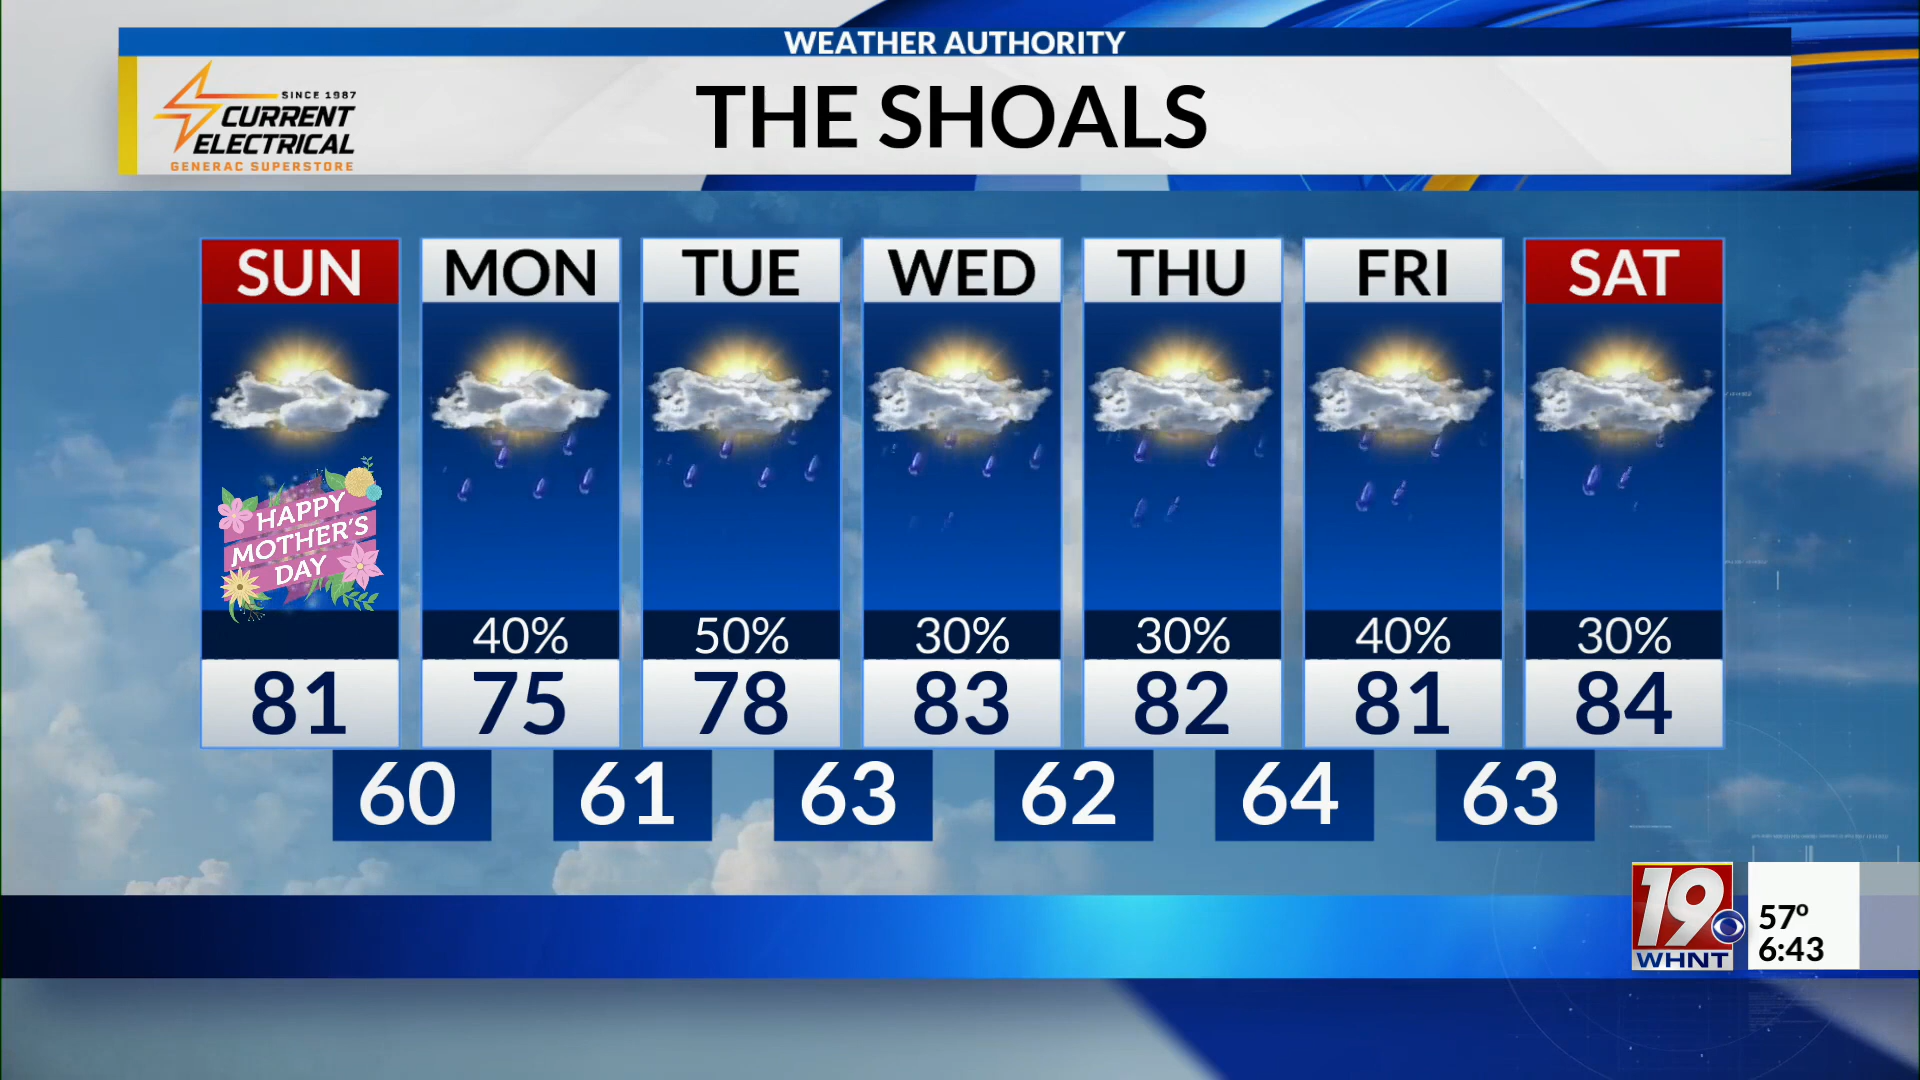 WEATHER AUTHORITY
SINCE 1987
CURRENT
ELECTRICAL
GENERAC SUPERSTORE
THE SHOALS
SUN MON TUE WED THU FRI SAT
HAPPY
MOTHER'S
DAY
40% 50% 30% 30% 40% 30%
81 75 78 83 82 81 84
60 61 63 62 64 63
19
WHNT
57º
6:43